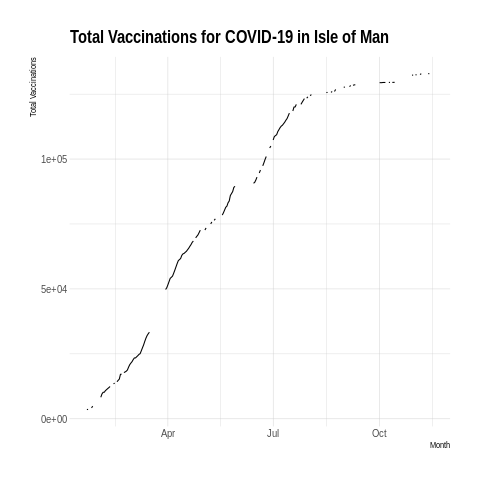 Total Vaccinations for COVID-19 in Isle of Man
Total Vaccinations
1e+05
5e+04
0e+00
Apr
Jul
Oct
Month